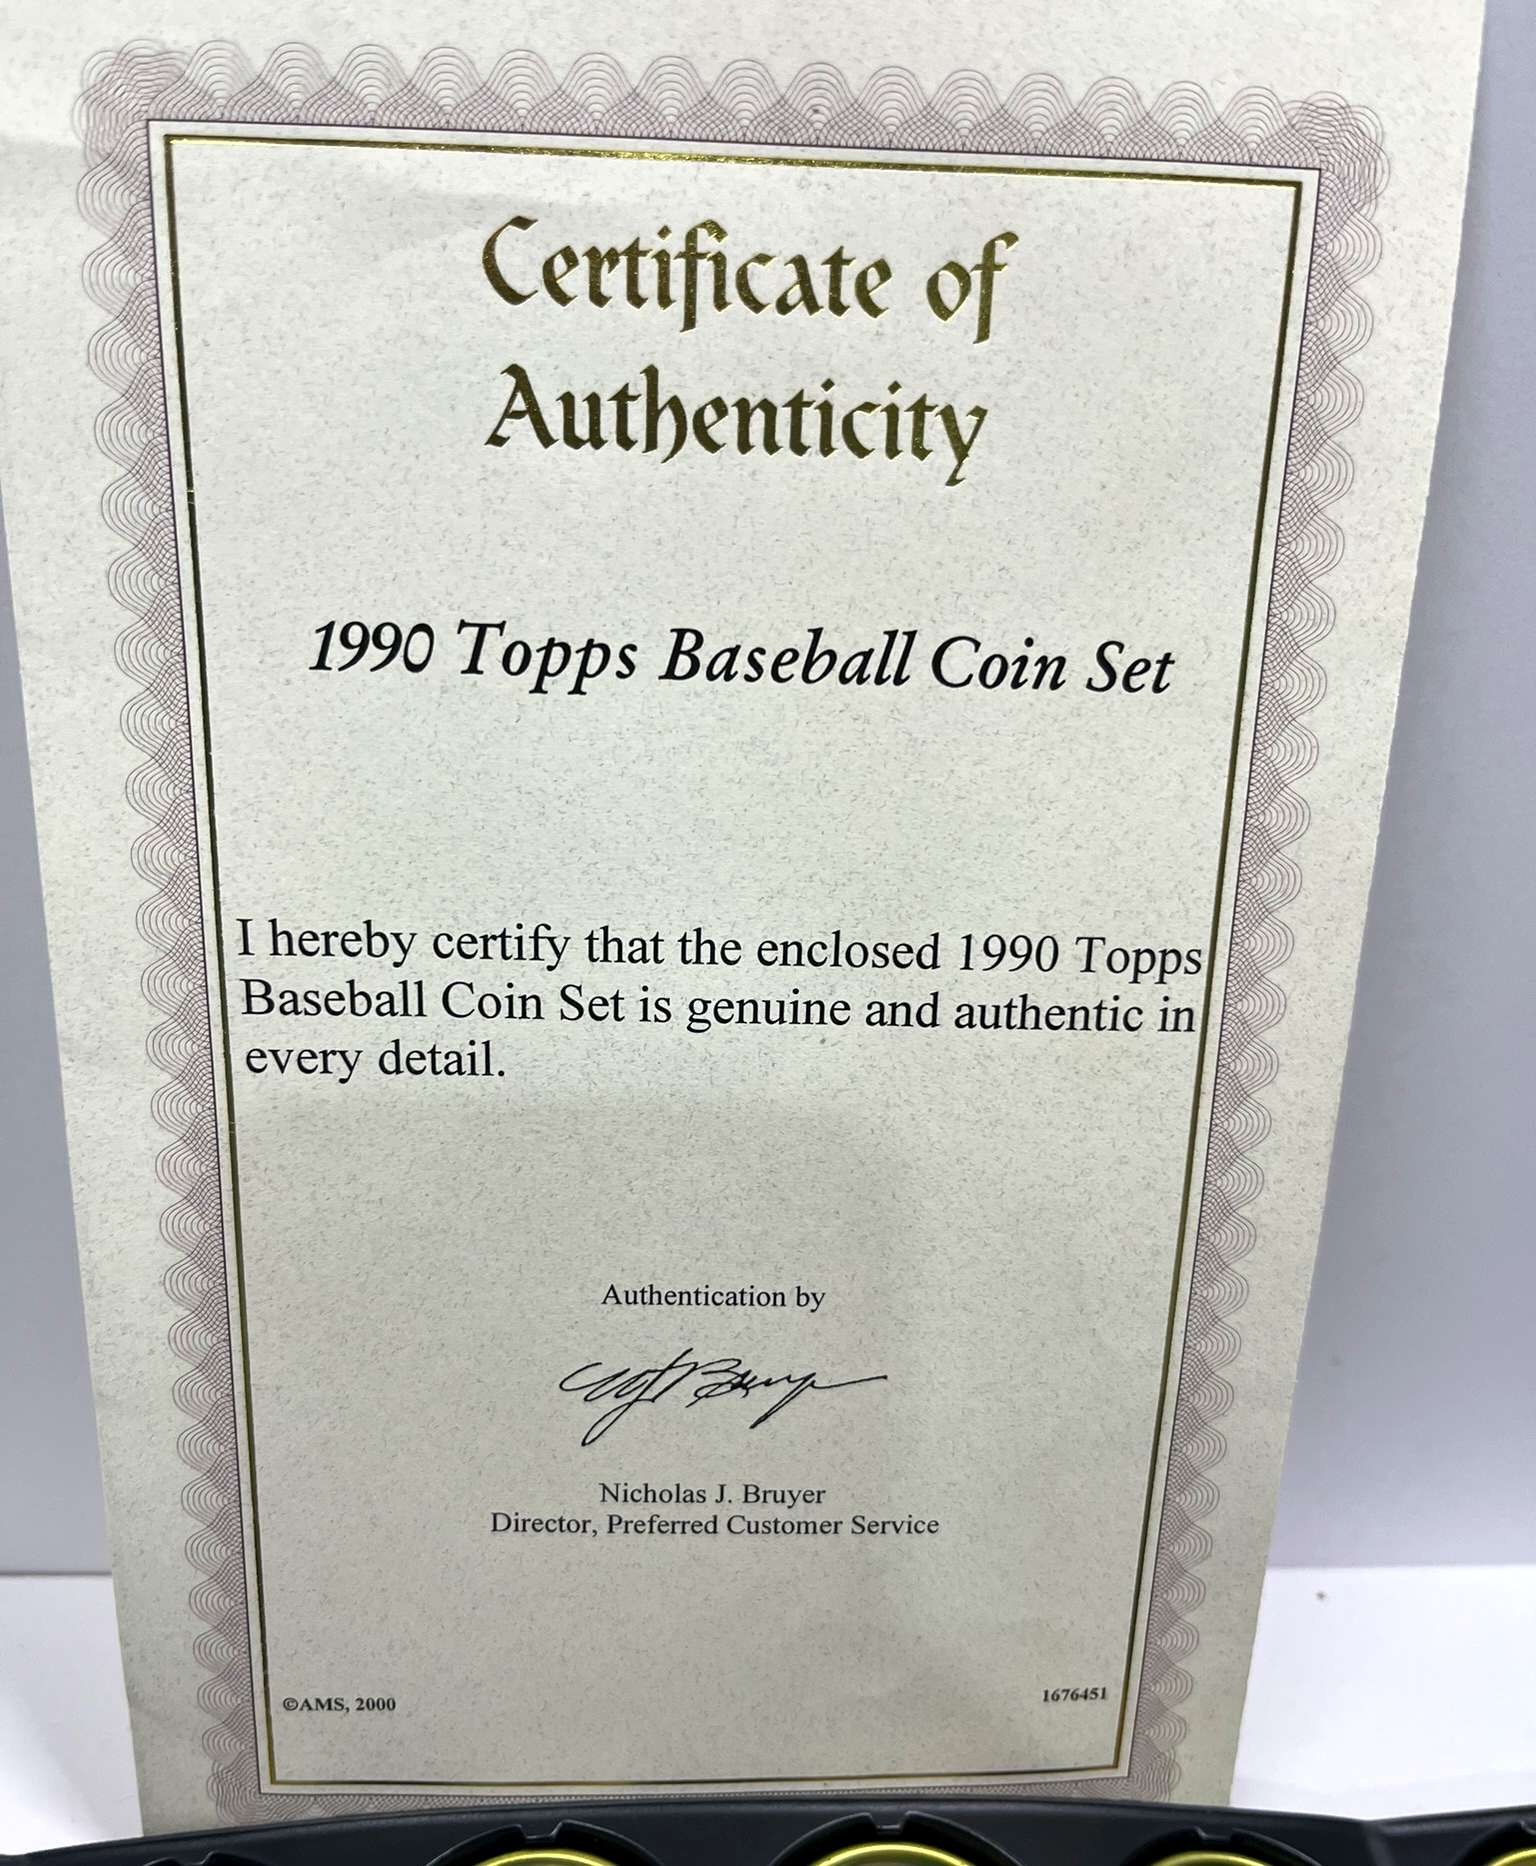 Certificate of
Authenticity
1990 Topps Baseball Coin Set
I hereby certify that the enclosed 1990 Topps
Baseball Coin Set is genuine and authentic in
every detail.
Authentication by
Nicholas J. Bruyer
Director, Preferred Customer Service
©AMS, 2000
1676451